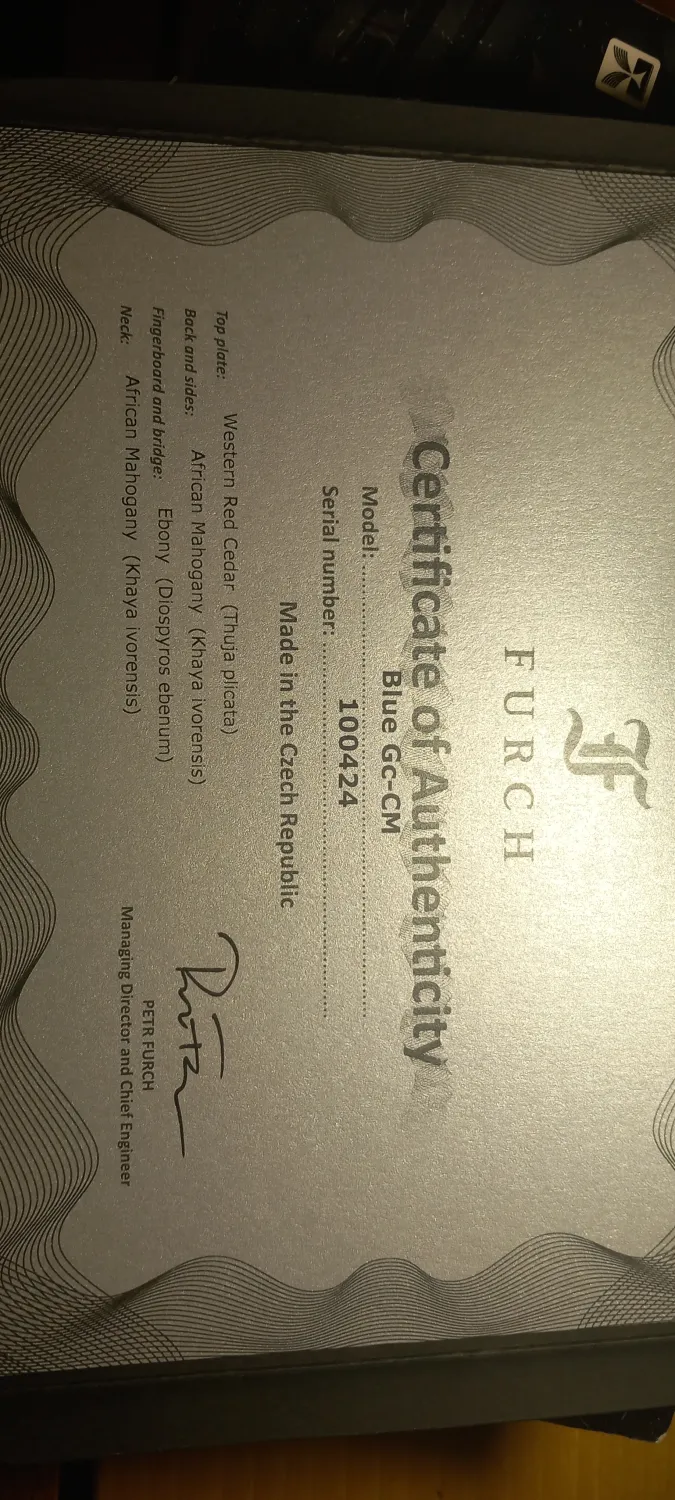 FURCH
Certificate of Authenticity
Model: Blue Gc-CM
Serial number: 100424
Made in the Czech Republic
Top plate: Western Red Cedar (Thuja plicata)
Back and sides: African Mahogany (Khaya ivorensis)
Fingerboard and bridge: Ebony (Diospyros ebenum)
Neck: African Mahogany (Khaya ivorensis)
PETR FURCH
Managing Director and Chief Engineer